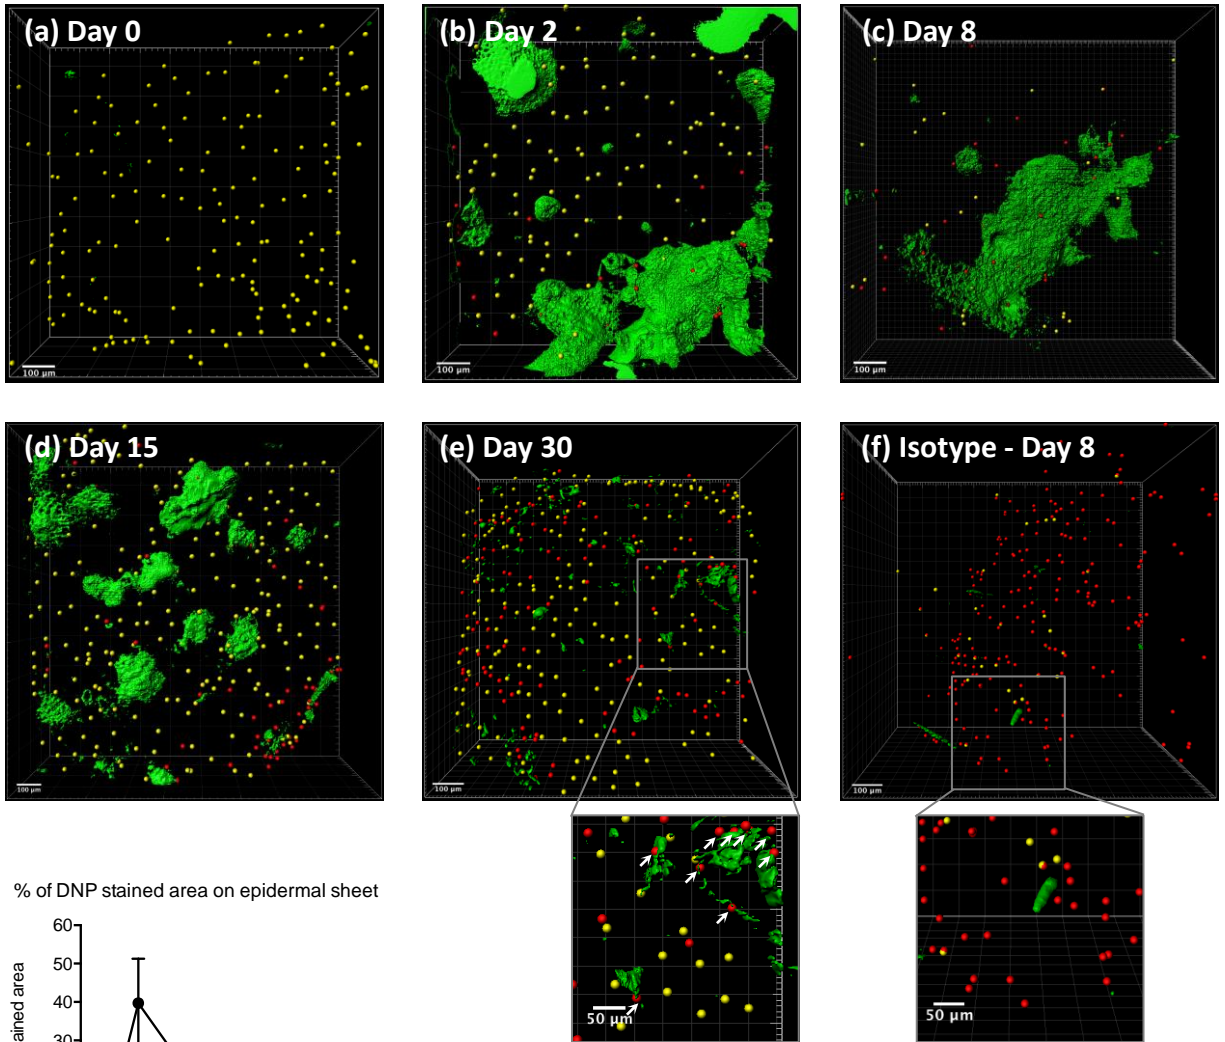 (a) Day 0
(b) Day 2
(c) Day 8
100 µm
100 µm
100 µm
(d) Day 15
(e) Day 30
(f) Isotype - Day 8
100 µm
100 µm
100 µm
50 µm
50 µm
% of DNP stained area on epidermal sheet
60
50
40
30
area